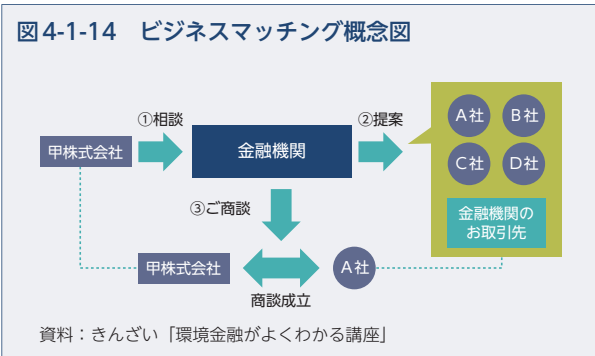 図4-1-14 ビジネスマッチング概念図
①相談
②提案
甲株式会社
金融機関
A社
B社
C社
D社
金融機関の
お取引先
③ご商談
甲株式会社
A社
商談成立
資料：きんざい「環境金融がよくわかる講座」